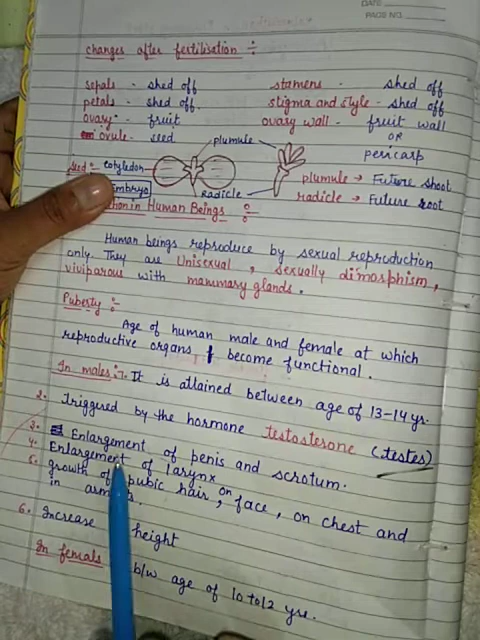 DATE
PAGE NO.
Changes after fertilisation :-
sepals - shed off
petals - shed off.
ovary - fruit
ovule - seed
stamens - shed off
stigma and style - shed off
ovary wall - fruit wall
OR
pericarp
Seed :- Cotyledon
plumule
Embryo
Radicle
plumule → Future shoot
radicle → Future root
in Human Beings :-
Human beings reproduce by sexual reproduction
only. They are Unisexual, sexually dimorphism,
viviparous with mammary glands.
Puberty :-
Age of human male and female at which
reproductive organs become functional.
In males :- 1. It is attained between age of 13-14 yr.
2. Triggered by the hormone testosterone (testes)
3. Enlargement of penis and scrotum.
4. Enlargement of larynx
5. growth of pubic hair, on face, on chest and
in
6. Increase height
In females b/w age of 10 to 12 yrs.